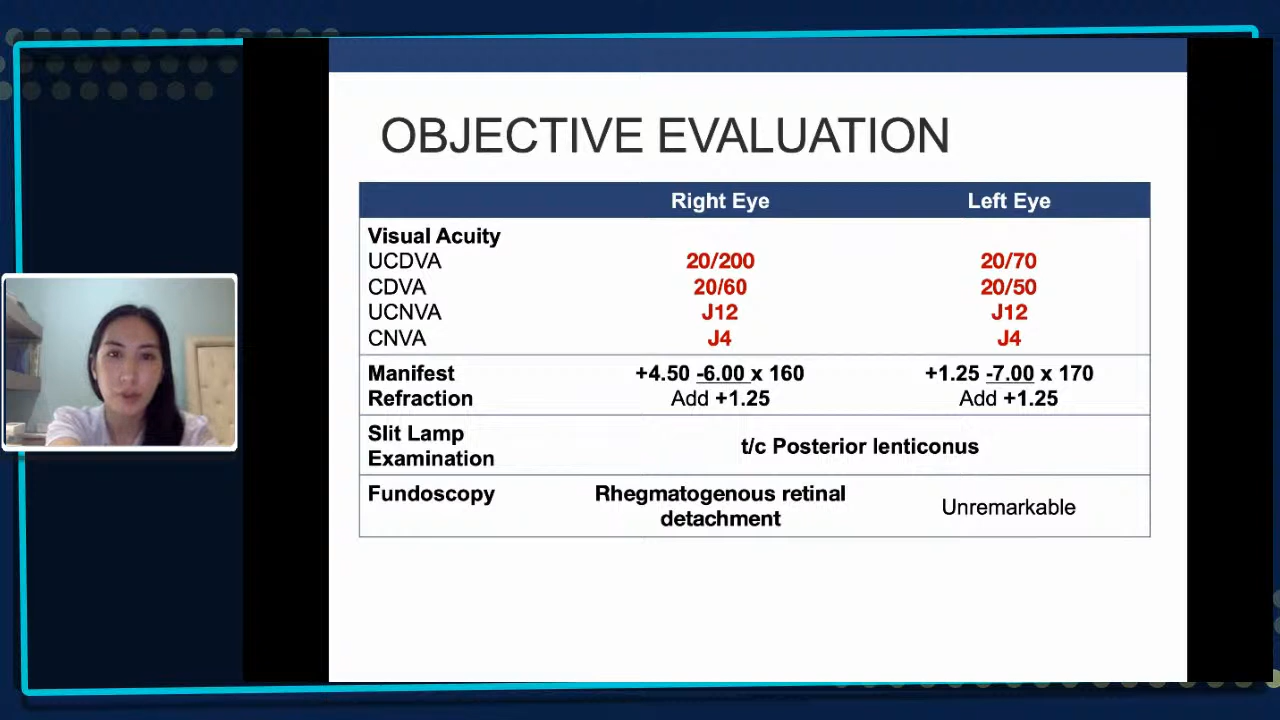 OBJECTIVE EVALUATION
Right Eye Left Eye
Visual Acuity
UCDVA 20/200 20/70
CDVA 20/60 20/50
UCNVA J12 J12
CNVA J4 J4
Manifest +4.50 -6.00 x 160 +1.25 -7.00 x 170
Refraction Add +1.25 Add +1.25
Slit Lamp
Examination t/c Posterior lenticonus
Fundoscopy Rhegmatogenous retinal
detachment Unremarkable